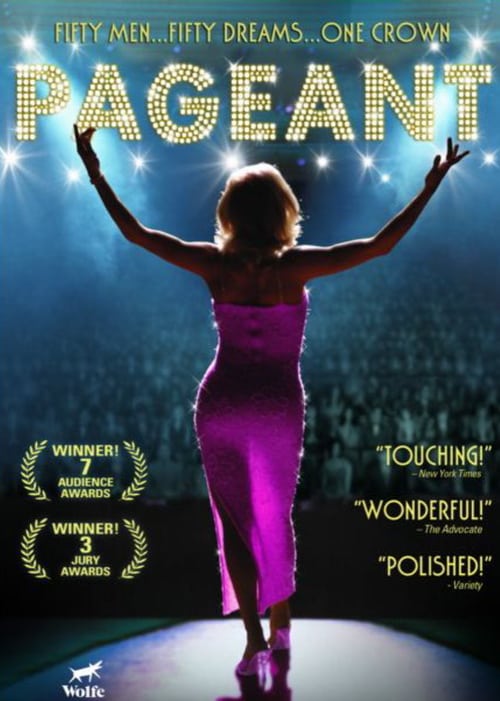 FIFTY MEN...FIFTY DREAMS...ONE CROWN
PAGEANT
WINNER!
7
AUDIENCE
AWARDS
WINNER!
3
JURY
AWARDS
"TOUCHING!"
– New York Times
"WONDERFUL!"
– The Advocate
"POLISHED!"
- Variety
Wolfe